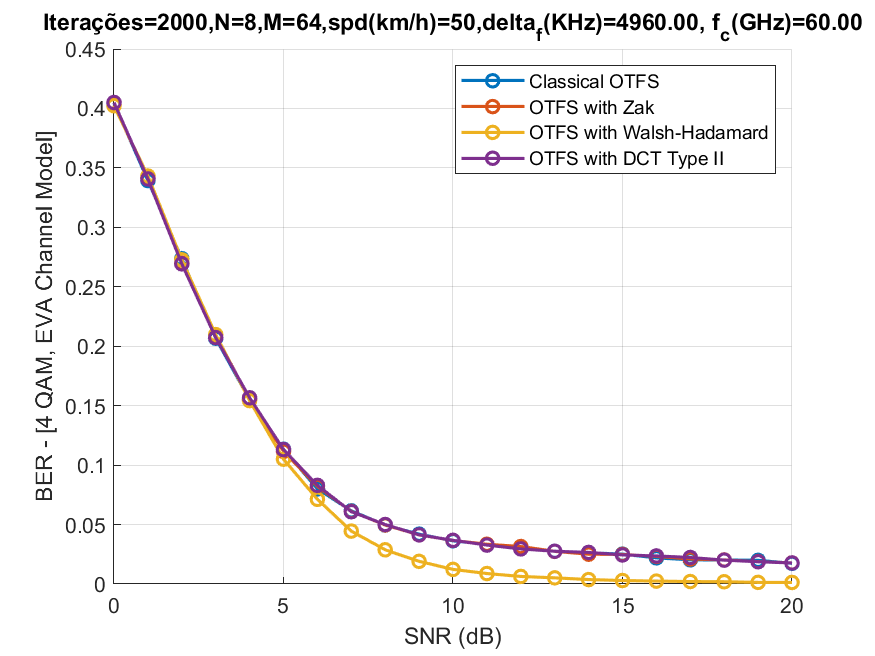 Iterações=2000,N=8,M=64,spd(km/h)=50,delta_f(KHz)=4960.00, f_c(GHz)=60.00
0.45
0.4
0.35
0.3
0.25
0.2
0.15
0.1
0.05
0
BER - [4 QAM, EVA Channel Model]
Classical OTFS
OTFS with Zak
OTFS with Walsh-Hadamard
OTFS with DCT Type II
0 5 10 15 20
SNR (dB)